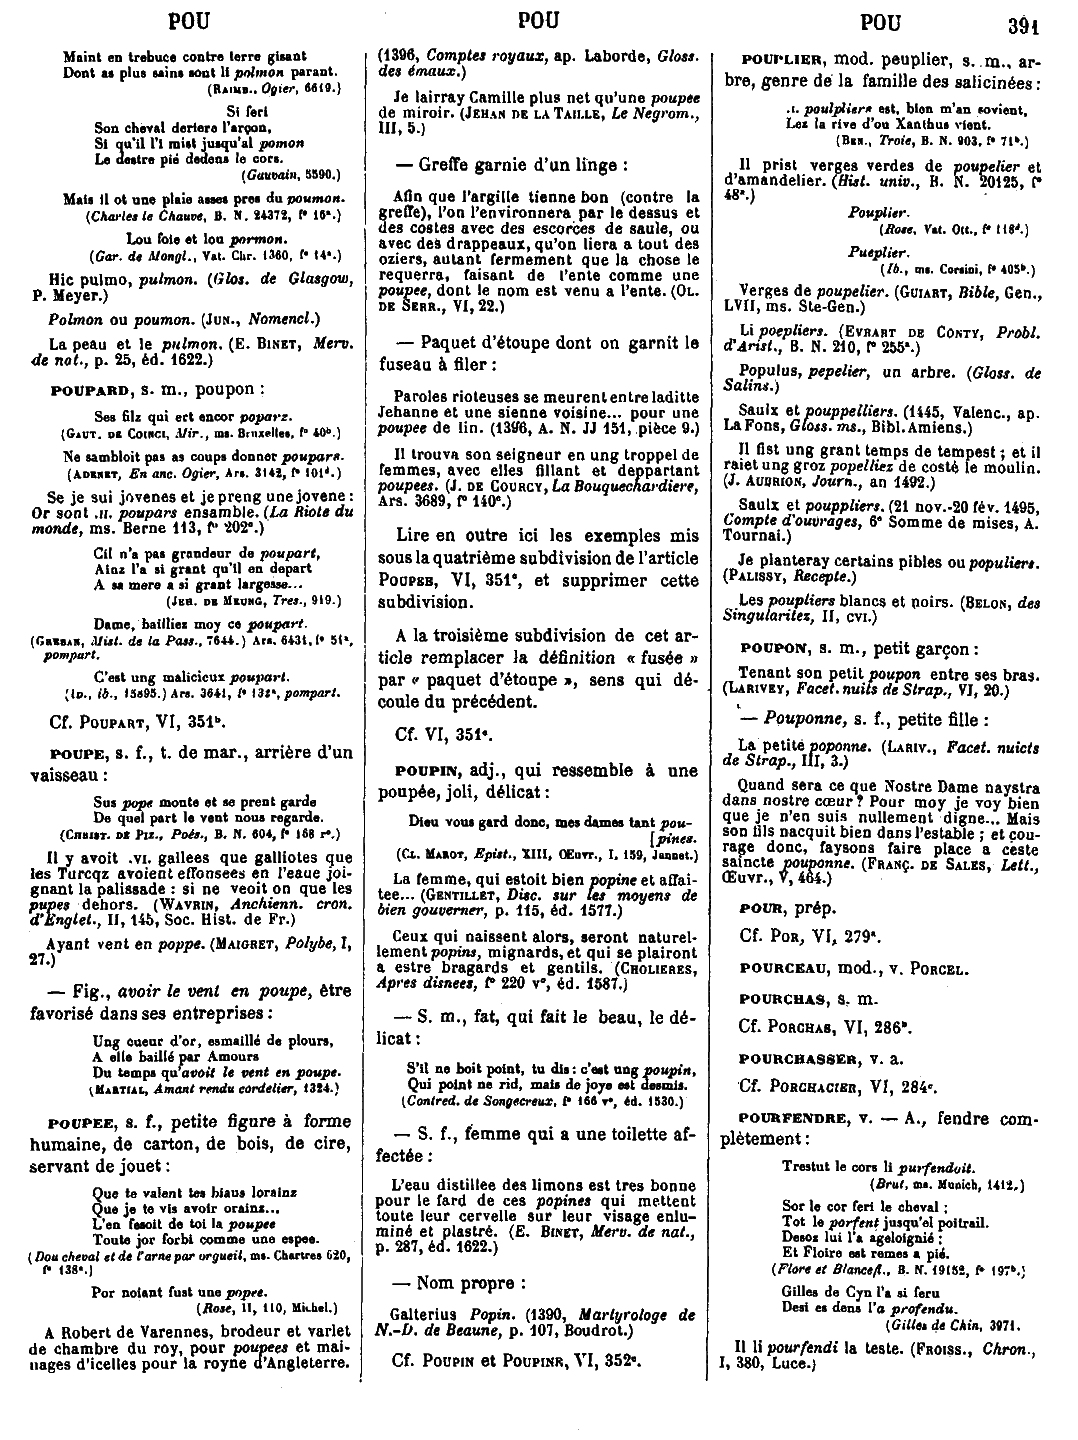 POU
POU
POU
391
Maint en trebuce contre terre gisant
Dont as plus sains sont li polmon parant.
(RAIMB., Ogier, 6619.)
Si feri
Son cheval deriere l'arçon,
Si qu'il l'i mist jusqu'al pomon
Le destre pié dedens le cors.
(Gauvain, 5590.)
Mais il ot une plaie asses pres du poumon.
(Charles le Chauve, B. N. 24372, f° 16ª.)
Lou foie et lou pormon.
(Gar. de Mongl., Vat. Chr. 1360, f° 14ª.)
Hic pulmo, pulmon. (Glos. de Glasgow,
P. Meyer.)
Polmon ou poumon. (JUN., Nomencl.)
La peau et le pulmon. (E. BINET, Merv.
de nat., p. 25, éd. 1622.)
POUPARD, s. m., poupon :
Ses filz qui ert encor poparz.
(GAUT. DE COINCI, Mir., ms. Bruxelles, f° 40ᵇ.)
Ne sambloit pas as coups donner pouparn.
(ADENET, En anc. Ogier, Ars. 3142, f° 101ᵈ.)
Se je sui jovenes et je preng une jovene :
Or sont .II. poupars ensamble. (La Riote du
monde, ms. Berne 113, f° 202ᵉ.)
Cil n'a pas grandeur de poupart,
Ainz l'a si grant qu'il en depart
A sa mere a si grant largesse...
(JEH. DE MEUNG, Tres., 919.)
Dame, bailliez moy ce poupart.
(GREBAN, Mist. de la Pass., 7644.) Ars. 6431, f° 51ª,
pompart.
C'est ung malicieux poupart.
(ID., ib., 15895.) Ars. 3641, f° 132ª, pompart.
Cf. POUPART, VI, 351ᵇ.
POUPE, s. f., t. de mar., arrière d'un
vaisseau :
Sus pope monte et se prent garde
De quel part le vent nous regarde.
(CHRIST. DE PIZ., Poés., B. N. 604, f° 168 r°.)
Il y avoit .VI. gallees que galliotes que
les Turcqz avoient effonsees en l'eaue joi-
gnant la palissade : si ne veoit on que les
pupes dehors. (WAVRIN, Anchienn. cron.
d'Englet., II, 145, Soc. Hist. de Fr.)
Ayant vent en poppe. (MAIGRET, Polybe, I,
27.)
— Fig., avoir le vent en poupe, être
favorisé dans ses entreprises :
Ung cueur d'or, esmaillé de plours,
A elle baillé par Amours
Du temps qu'avoit le vent en poupe.
(MARTIAL, Amant rendu cordelier, 1324.)
POUPEE, s. f., petite figure à forme
humaine, de carton, de bois, de cire,
servant de jouet :
Que te valent tes biaus lorainz
Que je te vis avoir orainz...
L'en fesoit de toi la poupee
Toute jor forbi comme une espee.
(Dou cheval et de l'arne par orgueil, ms. Chartres 620,
f° 138ª.)
Por noiant fust une popee.
(Rose, II, 110, Michel.)
A Robert de Varennes, brodeur et varlet
de chambre du roy, pour poupees et mai-
nages d'icelles pour la royne d'Angleterre.
(1396, Comptes royaux, ap. Laborde, Gloss.
des émaux.)
Je lairray Camille plus net qu'une poupee
de miroir. (JEHAN DE LA TAILLE, Le Negrom.,
III, 5.)
— Greffe garnie d'un linge :
Afin que l'argille tienne bon (contre la
greffe), l'on l'environnera par le dessus et
des costes avec des escorces de saule, ou
avec des drappeaux, qu'on liera a tout des
oziers, autant fermement que la chose le
requerra, faisant de l'ente comme une
poupee, dont le nom est venu a l'ente. (OL.
DE SERR., VI, 22.)
— Paquet d'étoupe dont on garnit le
fuseau à filer :
Paroles rioteuses se meurent entre laditte
Jehanne et une sienne voisine... pour une
poupee de lin. (1396, A. N. JJ 151, pièce 9.)
Il trouva son seigneur en ung troppel de
femmes, avec elles fillant et deppartant
poupees. (J. DE COURCY, La Bouquechardiere,
Ars. 3689, f° 140ᶜ.)
Lire en outre ici les exemples mis
sous la quatrième subdivision de l'article
POUPEE, VI, 351ª, et supprimer cette
subdivision.
A la troisième subdivision de cet ar-
ticle remplacer la définition « fusée »
par « paquet d'étoupe », sens qui dé-
coule du précédent.
Cf. VI, 351ᵉ.
POUPIN, adj., qui ressemble à une
poupée, joli, délicat :
Dieu vous gard donc, mes dames tant pou-
[pines.
(CL. MAROT, Epist., XIII, Œuvr., I, 159, Jannet.)
La femme, qui estoit bien popine et affai-
tee... (GENTILLET, Disc. sur les moyens de
bien gouverner, p. 115, éd. 1577.)
Ceux qui naissent alors, seront naturel-
lement popins, mignards, et qui se plairont
a estre bragards et gentils. (CHOLIERES,
Apres disnees, f° 220 v°, éd. 1587.)
— S. m., fat, qui fait le beau, le dé-
licat :
S'il ne boit point, tu dis : c'est ung poupin,
Qui point ne rid, mais de joye est desmis.
(Contred. de Songecreux, f° 166 r°, éd. 1530.)
— S. f., femme qui a une toilette af-
fectée :
L'eau distillee des limons est tres bonne
pour le fard de ces popines qui mettent
toute leur cervelle sur leur visage enlu-
miné et plastré. (E. BINET, Merv. de nat.,
p. 287, éd. 1622.)
— Nom propre :
Galterius Popin. (1390, Martyrologe de
N.-D. de Beaune, p. 107, Boudrot.)
Cf. POUPIN et POUPINE, VI, 352ᵉ.
POUPLIER, mod. peuplier, s. m., ar-
bre, genre de la famille des salicinées :
.I. poulpliers est, bien m'an sovient,
Lez la rive d'ou Xanthus vient.
(BEN., Troie, B. N. 903, f° 71ᵇ.)
Il prist verges verdes de poupelier et
d'amandelier. (Hist. univ., B. N. 20125, f°
48ᵉ.)
Pouplier.
(Rose, Vat. Ott., f° 118ᵈ.)
Pueplier.
(Ib., ms. Corsini, f° 405ᵇ.)
Verges de poupelier. (GUIART, Bible, Gen.,
LVII, ms. Ste-Gen.)
Li poepliers. (EVRART DE CONTY, Probl.
d'Arist., B. N. 210, f° 255ª.)
Populus, pepelier, un arbre. (Gloss. de
Salins.)
Saulx et pouppelliers. (1445, Valenc., ap.
La Fons, Gloss. ms., Bibl. Amiens.)
Il fist ung grant temps de tempest ; et il
raiet ung groz popelliez de costé le moulin.
(J. AUBRION, Journ., an 1492.)
Saulx et pouppliers. (21 nov.-20 fév. 1495,
Compte d'ouvrages, 6ᵉ Somme de mises, A.
Tournai.)
Je planteray certains pibles ou populiers.
(PALISSY, Recepte.)
Les poupliers blancs et noirs. (BELON, des
Singularitez, II, CVI.)
POUPON, s. m., petit garçon :
Tenant son petit poupon entre ses bras.
(LARIVEY, Facet. nuits de Strap., VI, 20.)
— Pouponne, s. f., petite fille :
La petite poponne. (LARIV., Facet. nuicts
de Strap., III, 3.)
Quand sera ce que Nostre Dame naystra
dans nostre cœur ? Pour moy je voy bien
que je n'en suis nullement digne... Mais
son fils nacquit bien dans l'estable ; et çou-
rage donc, faysons faire place a ceste
saincte pouponne. (FRANÇ. DE SALES, Lett.,
Œuvr., V, 464.)
POUR, prép.
Cf. POR, VI, 279ª.
POURCEAU, mod., v. PORCEL.
POURCHAS, s. m.
Cf. PORCHAS, VI, 286ᵇ.
POURCHASSER, v. a.
Cf. PORCHACIER, VI, 284ᶜ.
POURFENDRE, v. — A., fendre com-
plètement :
Trestut le cors li purfenduit.
(Brut, ms. Munich, 1412.)
Sor le cor feri le cheval ;
Tot le porfent jusqu'el poitrail.
Desoz lui l'a ageloignié ;
Et Floire est remes a pié.
(Flore et Blancefl., B. N. 19152, f° 197ᵇ.)
Gilles de Cyn l'a si feru
Desi es dens l'a profendu.
(Gilles de Chin, 3971.
Il li pourfendi la teste. (FROISS., Chron.,
I, 380, Luce.)